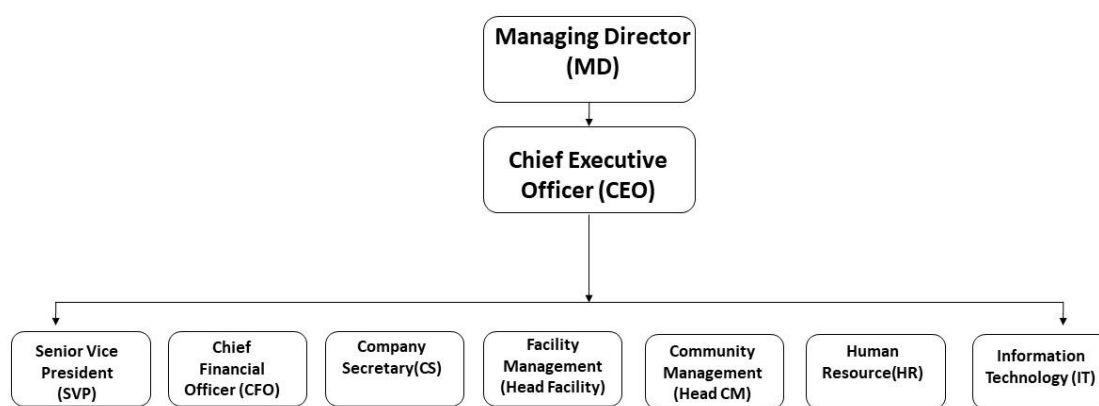 Managing Director
(MD)
Chief Executive
Officer (CEO)
Senior Vice
President
(SVP)
Chief
Financial
Officer (CFO)
Company
Secretary(CS)
Facility
Management
(Head Facility)
Community
Management
(Head CM)
Human
Resource(HR)
Information
Technology (IT)